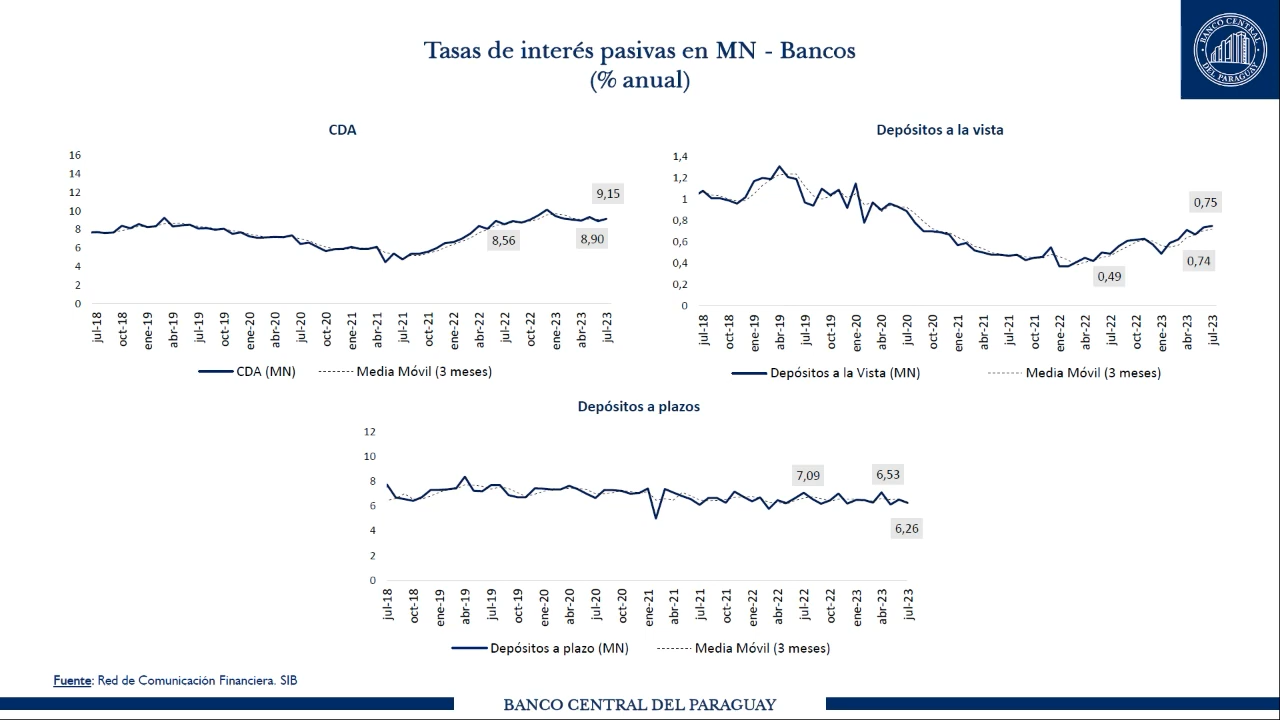 Tasas de interés pasivas en MN - Bancos
(% anual)
BANCO CENTRAL
DEL PARAGUAY
CDA
16
14
12
10
8
6
4
2
0
9,15
8,56
8,90
jul-18
oct-18
ene-19
abr-19
jul-19
oct-19
ene-20
abr-20
jul-20
oct-20
ene-21
abr-21
jul-21
oct-21
ene-22
abr-22
jul-22
oct-22
ene-23
abr-23
jul-23
CDA (MN)
Media Móvil (3 meses)
Depósitos a la vista
1,4
1,2
1
0,8
0,6
0,4
0,2
0
0,75
0,74
0,49
jul-18
oct-18
ene-19
abr-19
jul-19
oct-19
ene-20
abr-20
jul-20
oct-20
ene-21
abr-21
jul-21
oct-21
ene-22
abr-22
jul-22
oct-22
ene-23
abr-23
jul-23
Depósitos a la Vista (MN)
Media Móvil (3 meses)
Depósitos a plazos
12
10
8
6
4
2
0
7,09
6,53
6,26
jul-18
oct-18
ene-19
abr-19
jul-19
oct-19
ene-20
abr-20
jul-20
oct-20
ene-21
abr-21
jul-21
oct-21
ene-22
abr-22
jul-22
oct-22
ene-23
abr-23
jul-23
Depósitos a plazo (MN)
Media Móvil (3 meses)
Fuente: Red de Comunicación Financiera. SIB
BANCO CENTRAL DEL PARAGUAY